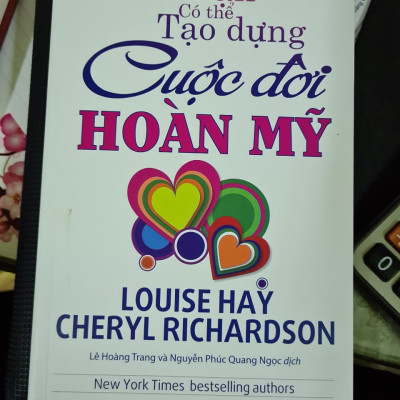 Có thể
Tạo dựng
Cuộc đời
HOÀN MỸ
LOUISE HAY
CHERYL RICHARDSON
Lê Hoàng Trang và Nguyễn Phúc Quang Ngọc dịch
New York Times bestselling authors